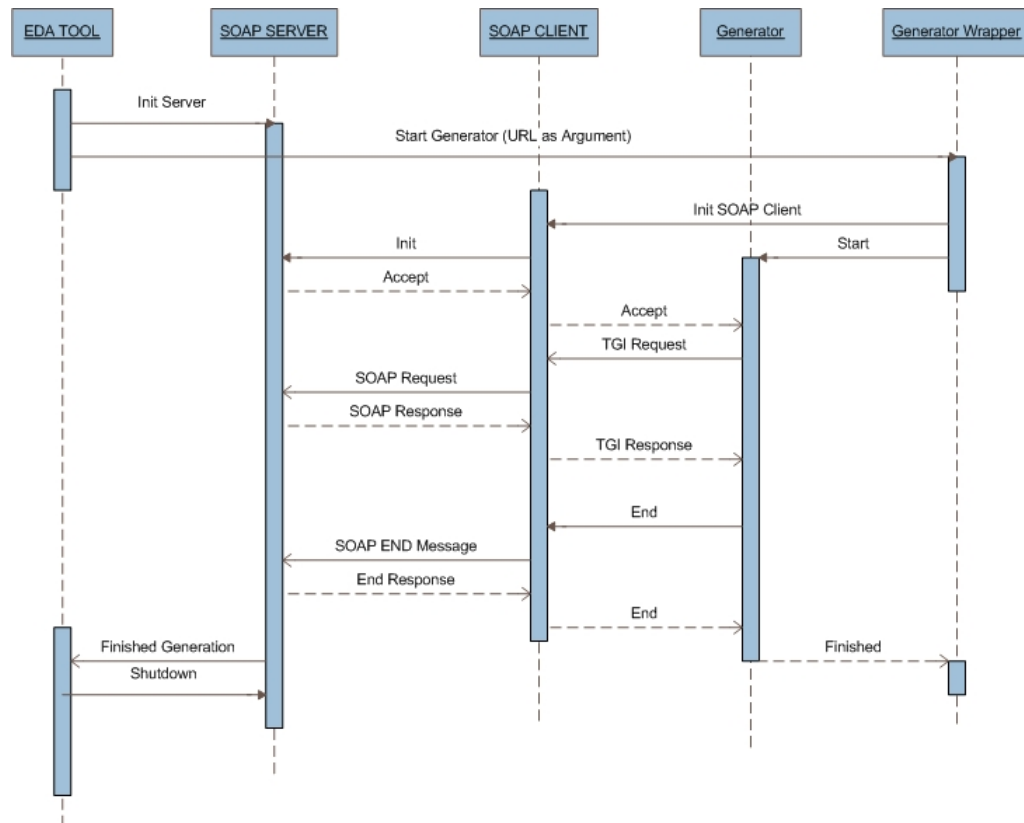 EDA TOOL
SOAP SERVER
SOAP CLIENT
Generator
Generator Wrapper
Init Server
Start Generator (URL as Argument)
Init SOAP Client
Init
Start
Accept
Accept
TGI Request
SOAP Request
SOAP Response
TGI Response
End
SOAP END Message
End Response
End
Finished Generation
Finished
Shutdown